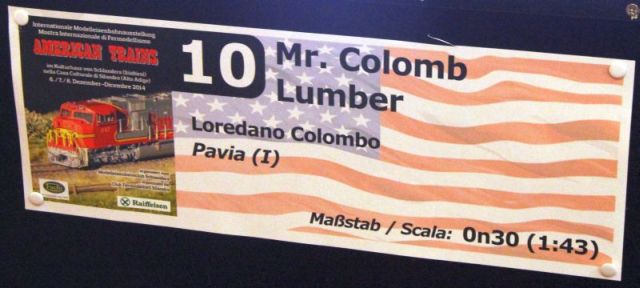 Internationale Modelleisenbahnausstellung
Mostra Internazionale di Fermodellismo
AMERICAN TRAINS
im Kulturhaus von Schlanders (Südtirol)
nella Casa Culturale di Silandro (Alto Adige)
6./7./8. Dezember-Dicembre 2014
Raiffeisen
10
Mr. Colomb
Lumber
Loredano Colombo
Pavia (I)
Maßstab / Scala: 0n30 (1:43)